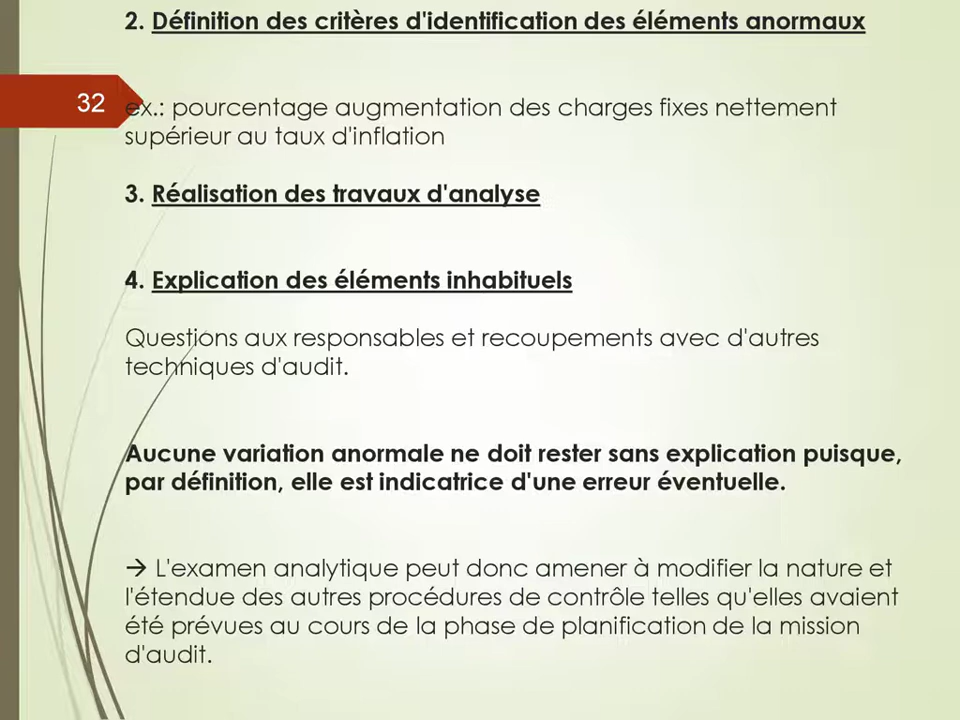 2. Définition des critères d'identification des éléments anormaux
32
ex.: pourcentage augmentation des charges fixes nettement
supérieur au taux d'inflation
3. Réalisation des travaux d'analyse
4. Explication des éléments inhabituels
Questions aux responsables et recoupements avec d'autres
techniques d'audit.
Aucune variation anormale ne doit rester sans explication puisque,
par définition, elle est indicatrice d'une erreur éventuelle.
→ L'examen analytique peut donc amener à modifier la nature et
l'étendue des autres procédures de contrôle telles qu'elles avaient
été prévues au cours de la phase de planification de la mission
d'audit.